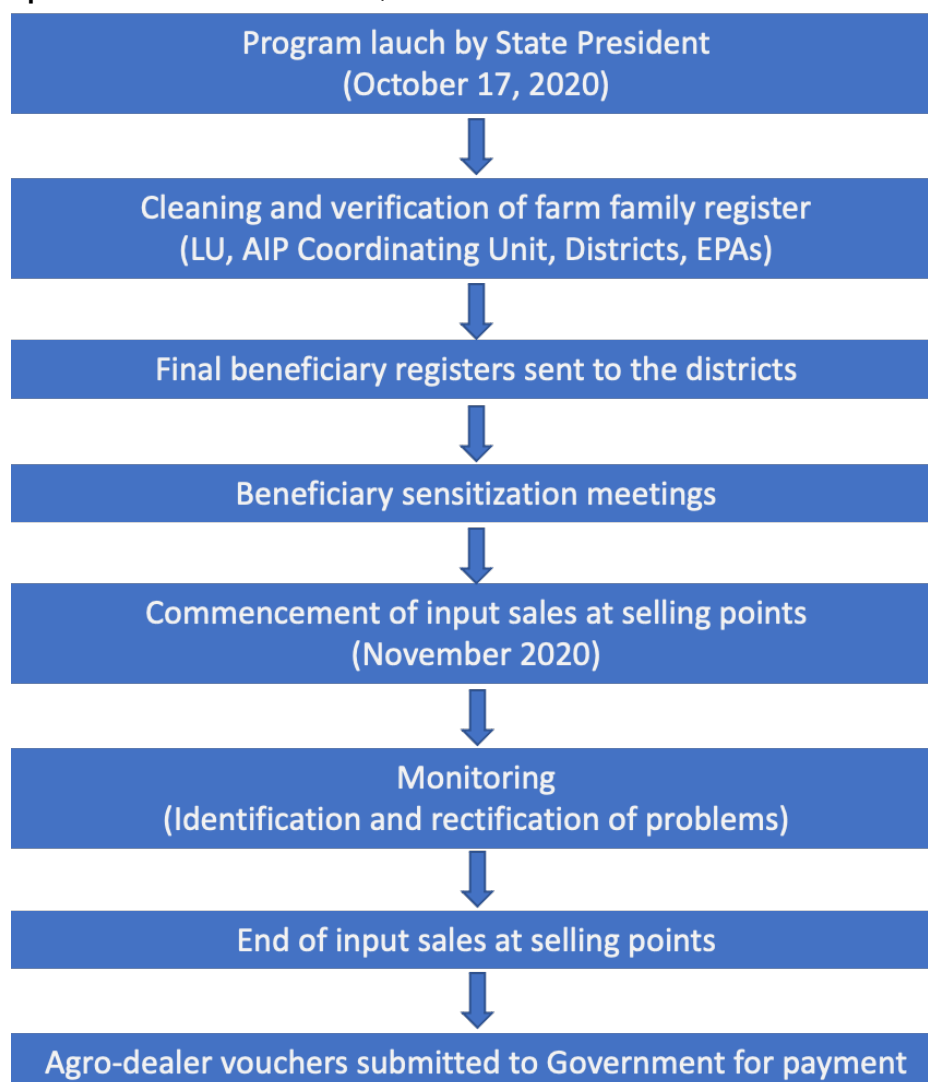 Program lauch by State President
(October 17, 2020)
Cleaning and verification of farm family register
(LU, AIP Coordinating Unit, Districts, EPAs)
Final beneficiary registers sent to the districts
Beneficiary sensitization meetings
Commencement of input sales at selling points
(November 2020)
Monitoring
(Identification and rectification of problems)
End of input sales at selling points
Agro-dealer vouchers submitted to Government for payment